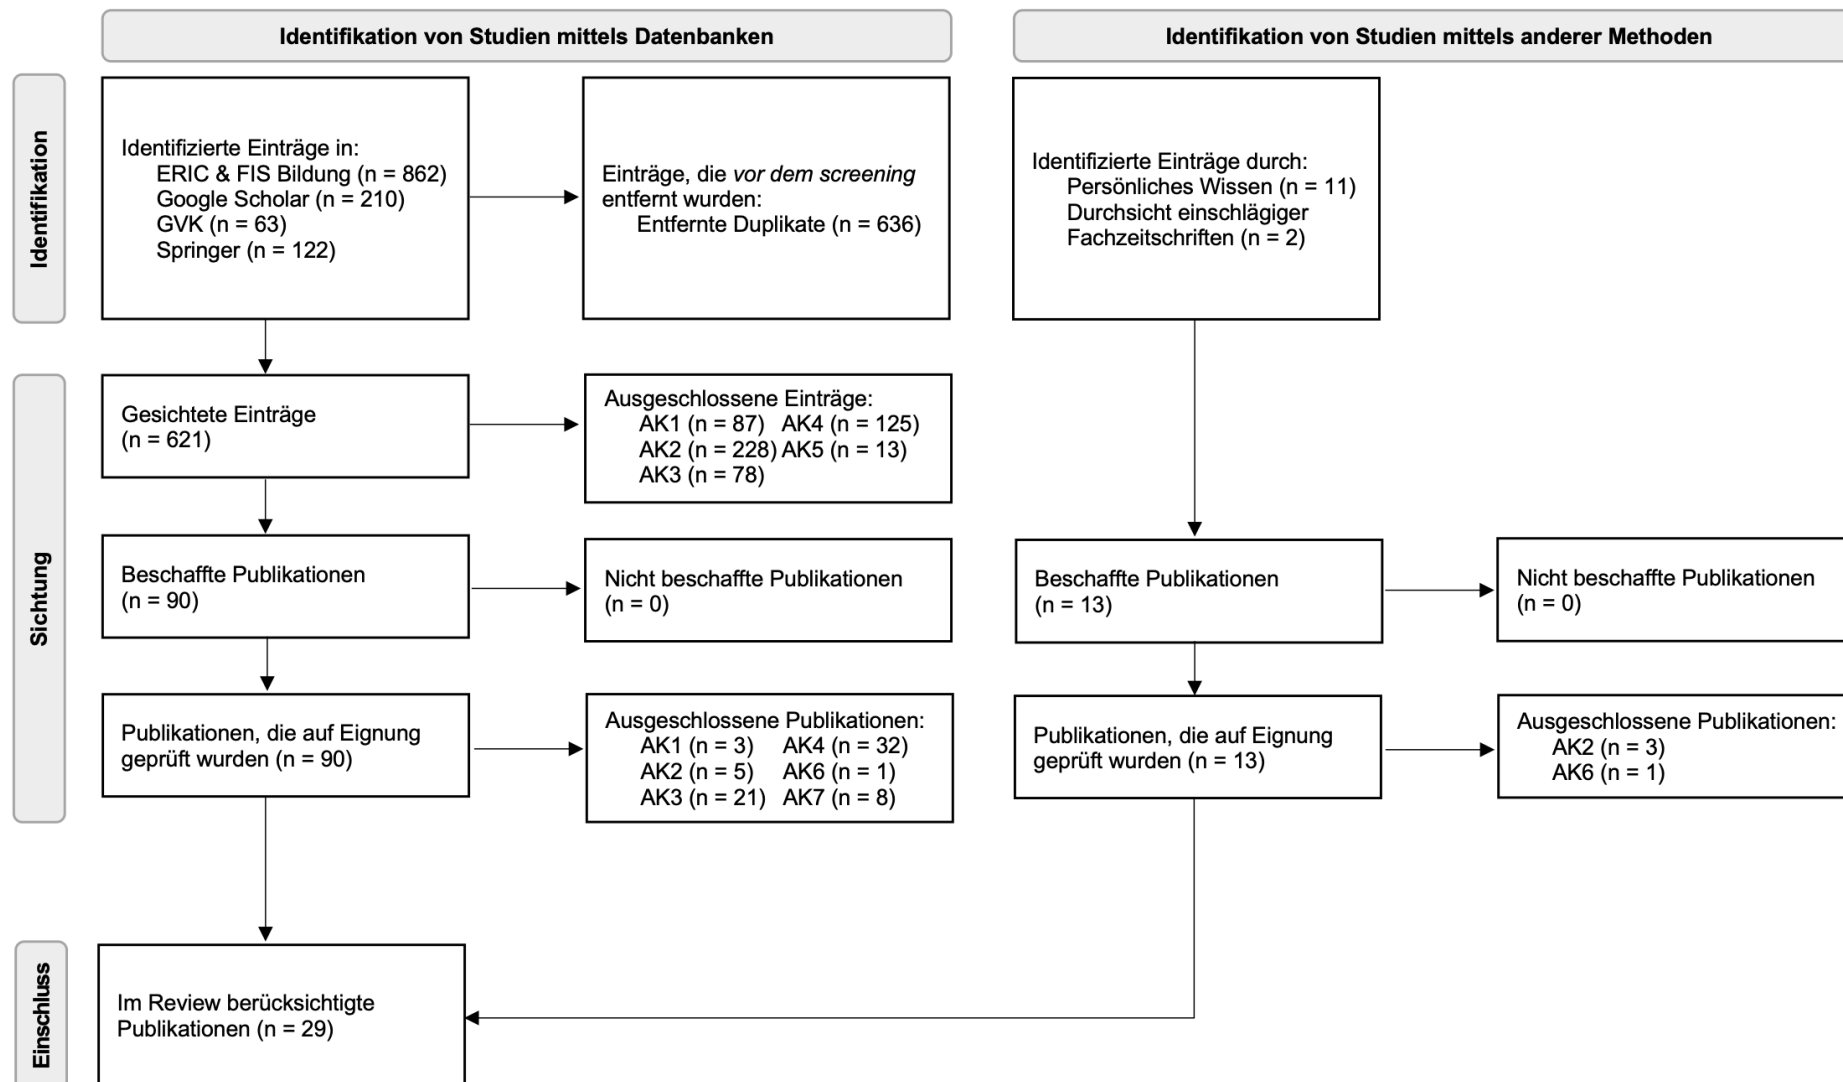 Identifikation von Studien mittels Datenbanken
Identifikation von Studien mittels anderer Methoden
Identifikation
Identifizierte Einträge in:
ERIC & FIS Bildung (n = 862)
Google Scholar (n = 210)
GVK (n = 63)
Springer (n = 122)
Einträge, die vor dem screening
entfernt wurden:
Entfernte Duplikate (n = 636)
Identifizierte Einträge durch:
Persönliches Wissen (n = 11)
Durchsicht einschlägiger
Fachzeitschriften (n = 2)
Sichtung
Gesichtete Einträge
(n = 621)
Ausgeschlossene Einträge:
AK1 (n = 87) AK4 (n = 125)
AK2 (n = 228) AK5 (n = 13)
AK3 (n = 78)
Beschaffte Publikationen
(n = 90)
Nicht beschaffte Publikationen
(n = 0)
Beschaffte Publikationen
(n = 13)
Nicht beschaffte Publikationen
(n = 0)
Publikationen, die auf Eignung
geprüft wurden (n = 90)
Ausgeschlossene Publikationen:
AK1 (n = 3) AK4 (n = 32)
AK2 (n = 5) AK6 (n = 1)
AK3 (n = 21) AK7 (n = 8)
Publikationen, die auf Eignung
geprüft wurden (n = 13)
Ausgeschlossene Publikationen:
AK2 (n = 3)
AK6 (n = 1)
Einschluss
Im Review berücksichtigte
Publikationen (n = 29)